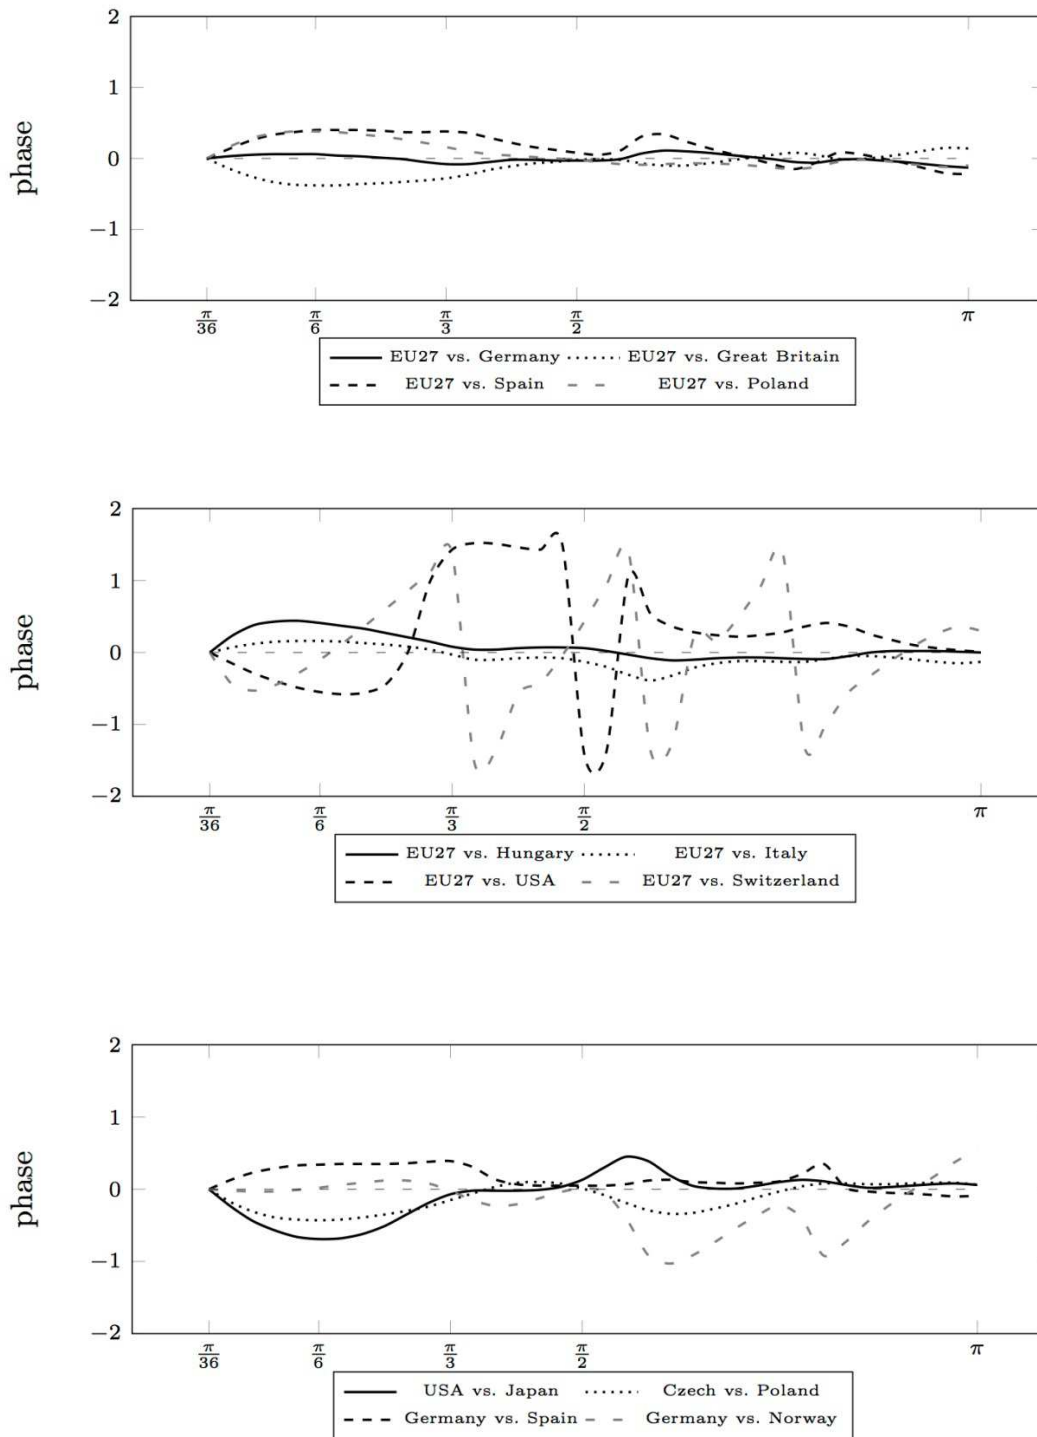 2
1
phase
0
−1
−2
π/36 π/6 π/3 π/2 π
EU27 vs. Germany EU27 vs. Great Britain
EU27 vs. Spain EU27 vs. Poland
2
1
phase
0
−1
−2
π/36 π/6 π/3 π/2 π
EU27 vs. Hungary EU27 vs. Italy
EU27 vs. USA EU27 vs. Switzerland
2
1
phase
0
−1
−2
π/36 π/6 π/3 π/2 π
USA vs. Japan Czech vs. Poland
Germany vs. Spain Germany vs. Norway